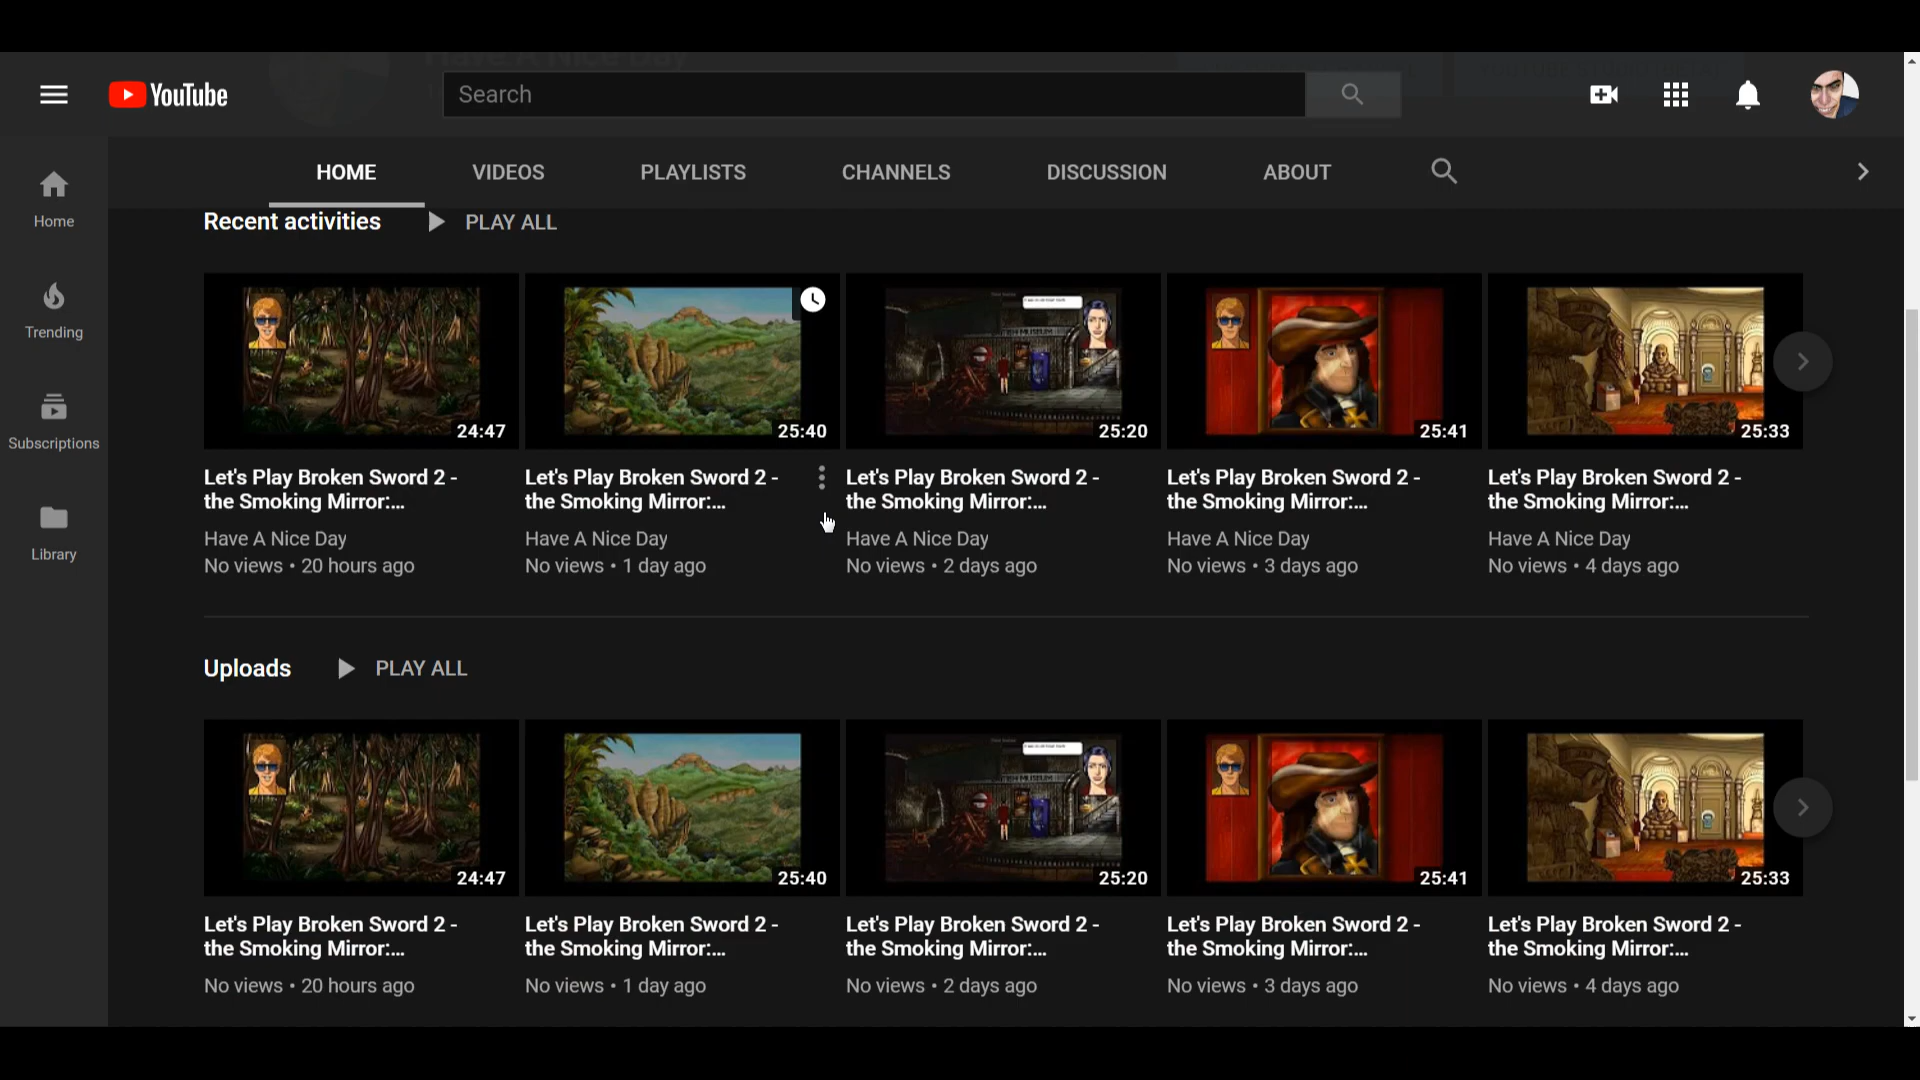 Have A Nice Day
YouTube
Search
HOME
VIDEOS
PLAYLISTS
CHANNELS
DISCUSSION
ABOUT
Home
Trending
Subscriptions
Library
Recent activities
PLAY ALL
24:47
25:40
25:20
25:41
25:33
Let's Play Broken Sword 2 -
the Smoking Mirror:...
Have A Nice Day
No views • 20 hours ago
Let's Play Broken Sword 2 -
the Smoking Mirror:...
Have A Nice Day
No views • 1 day ago
Let's Play Broken Sword 2 -
the Smoking Mirror:...
Have A Nice Day
No views • 2 days ago
Let's Play Broken Sword 2 -
the Smoking Mirror:...
Have A Nice Day
No views • 3 days ago
Let's Play Broken Sword 2 -
the Smoking Mirror:...
Have A Nice Day
No views • 4 days ago
Uploads
PLAY ALL
MUSEUM
24:47
25:40
25:20
25:41
25:33
Let's Play Broken Sword 2 -
the Smoking Mirror:...
No views • 20 hours ago
Let's Play Broken Sword 2 -
the Smoking Mirror:...
No views • 1 day ago
Let's Play Broken Sword 2 -
the Smoking Mirror:...
No views • 2 days ago
Let's Play Broken Sword 2 -
the Smoking Mirror:...
No views • 3 days ago
Let's Play Broken Sword 2 -
the Smoking Mirror:...
No views • 4 days ago